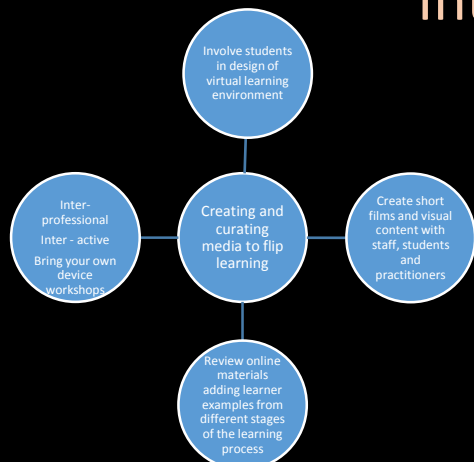 Involve students
in design of
virtual learning
environment
Inter-
professional
Inter - active
Bring your own
device
workshops
Creating and
curating
media to flip
learning
Create short
films and visual
content with
staff, students
and
practitioners
Review online
materials
adding learner
examples from
different stages
of the learning
process